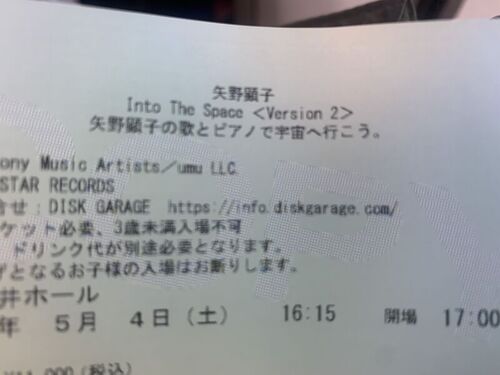 矢野顕子
Into The Space <Version 2>
矢野顕子の歌とピアノで宇宙へ行こう。
ony Music Artists／umu LLC
STAR RECORDS
合せ：DISK GARAGE https://info.diskgarage.com/
ケット必要、3歳未満入場不可
ドリンク代が別途必要となります。
となるお子様の入場はお断りします。
井ホール
年 5月 4日（土） 16:15 開場 17:00
000（税込）